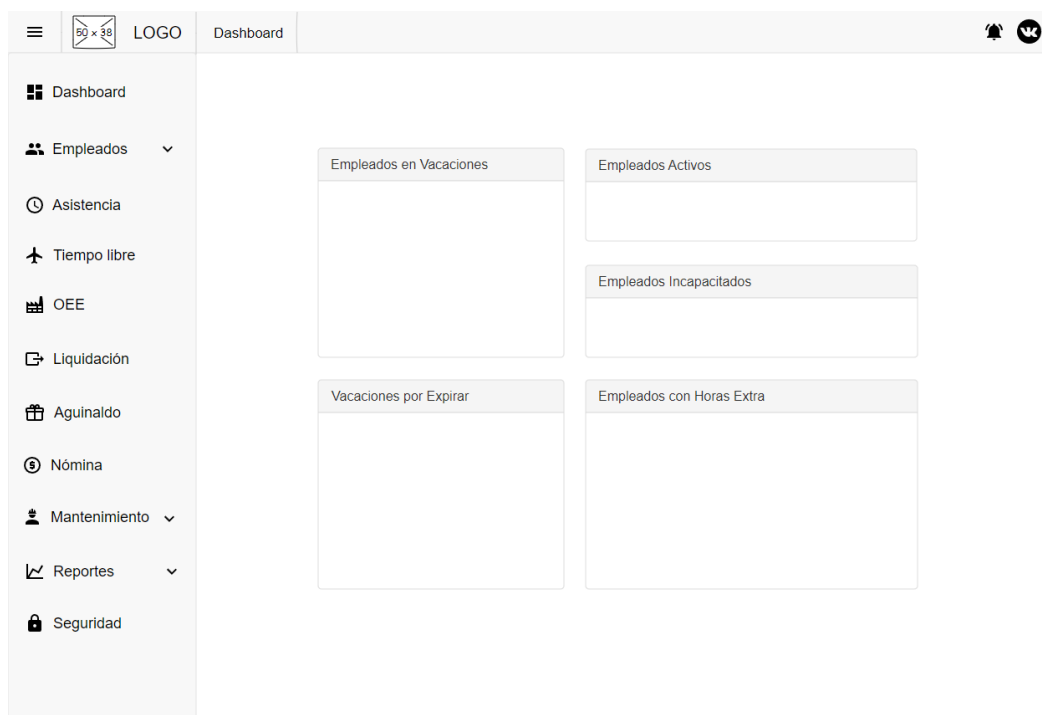 50 x 38
LOGO
Dashboard
Dashboard
Empleados
Asistencia
Tiempo libre
OEE
Liquidación
Aguinaldo
Nómina
Mantenimiento
Reportes
Seguridad
Empleados en Vacaciones
Empleados Activos
Empleados Incapacitados
Vacaciones por Expirar
Empleados con Horas Extra